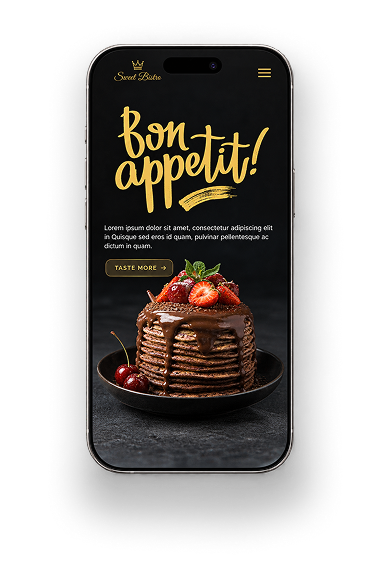 Sweet Bistro
Bon
appetit!
Lorem ipsum dolor sit amet, consectetur adipiscing elit
in Quisque sed eros id quam, pulvinar pellentesque ac
dictum in quam.
TASTE MORE →